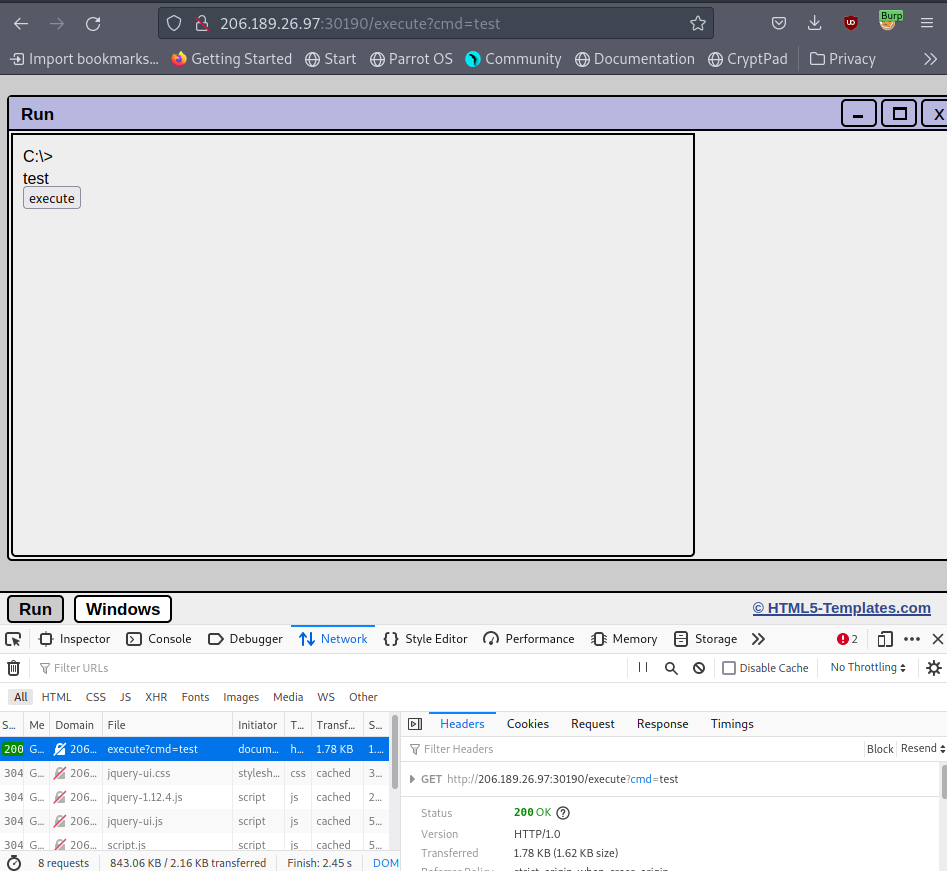 206.189.26.97:30190/execute?cmd=test
Burp
Import bookmarks... Getting Started Start Parrot OS Community Documentation CryptPad Privacy
Run
X
C:\>
test
execute
Run Windows © HTML5-Templates.com
Inspector Console Debugger Network Style Editor Performance Memory Storage 2
Filter URLs Disable Cache No Throttling
All HTML CSS JS XHR Fonts Images Media WS Other Headers Cookies Request Response Timings
S... Me Domain File Initiator T... Transf... S...
Filter Headers Block Resend
200 G... 206... execute?cmd=test docum... h... 1.78 KB 1....
304 G... 206... jquery-ui.css stylesh... css cached 3...
304 G... 206... jquery-1.12.4.js script js cached 2...
304 G... 206... jquery-ui.js script js cached 5...
304 G... 206... script.js script js cached 5...
GET http://206.189.26.97:30190/execute?cmd=test
Status 200 OK
Version HTTP/1.0
Transferred 1.78 KB (1.62 KB size)
8 requests 843.06 KB / 2.16 KB transferred Finish: 2.45 s DOM